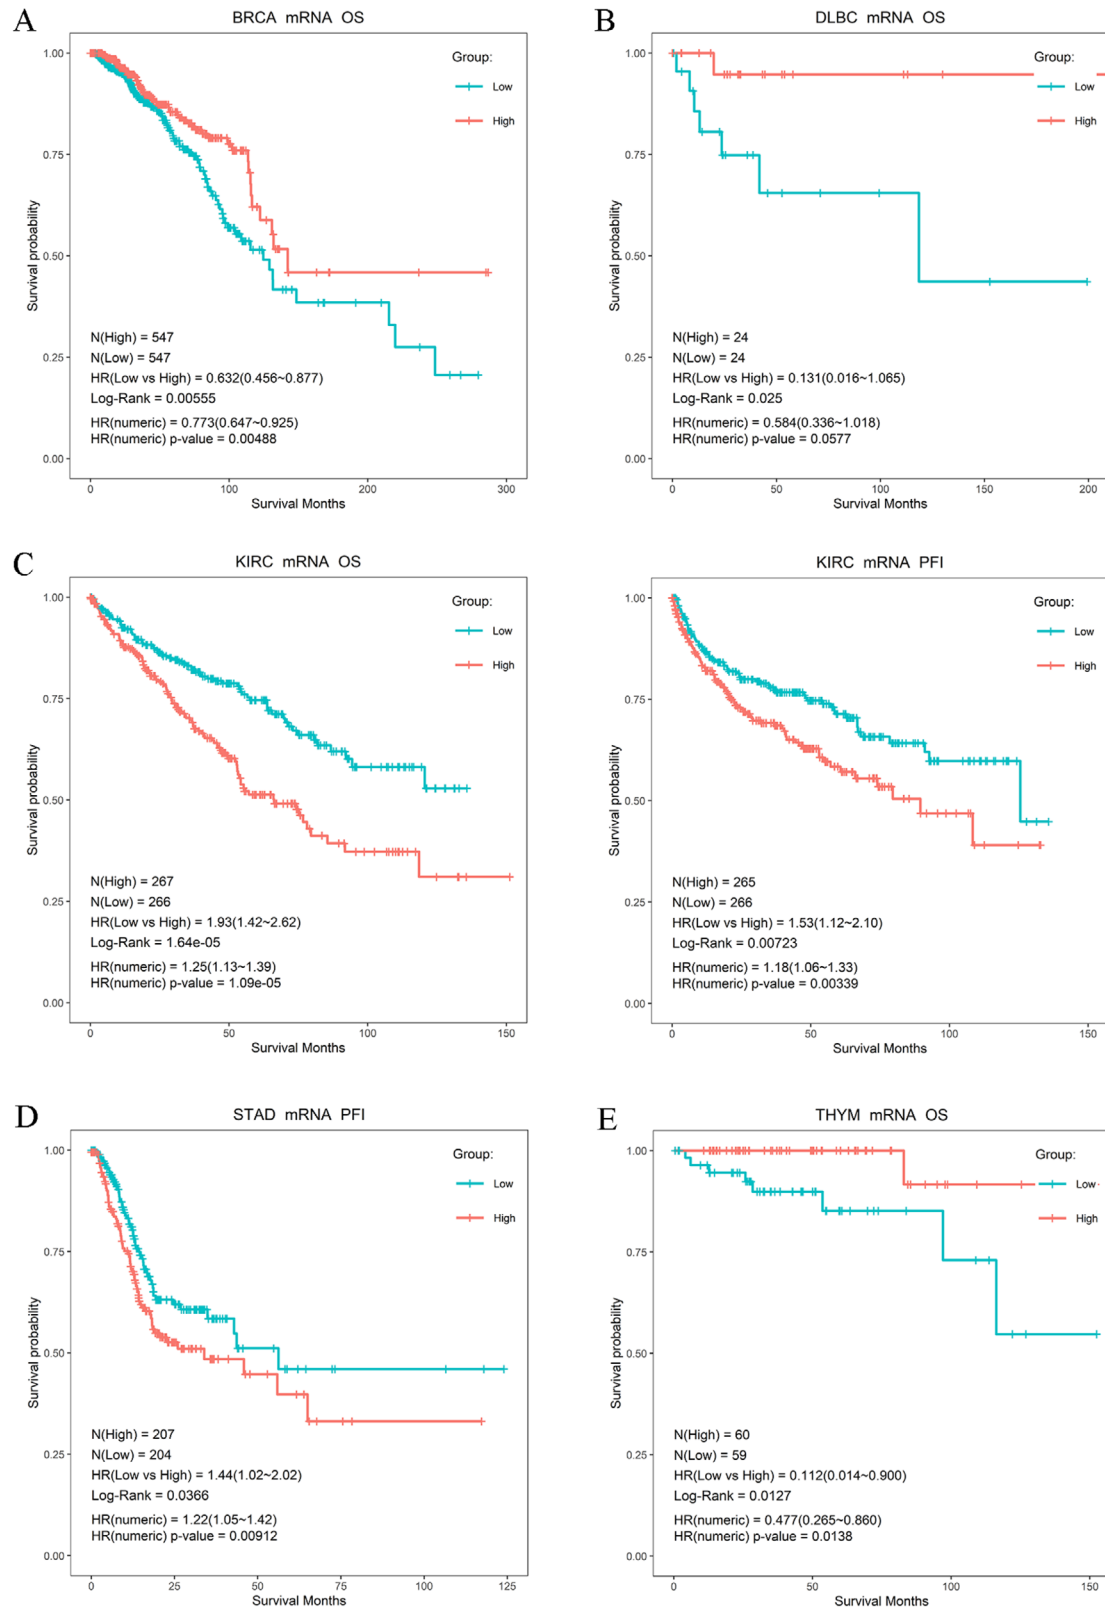 A
BRCA mRNA OS
Group:
Low
High
1.00
0.75
0.50
0.25
0.00
Survival probability
N(High) = 547
N(Low) = 547
HR(Low vs High) = 0.632(0.456~0.877)
Log-Rank = 0.00555
HR(numeric) = 0.773(0.647~0.925)
HR(numeric) p-value = 0.00488
0 100 200 300
Survival Months
B
DLBC mRNA OS
Group:
Low
High
1.00
0.75
0.50
0.25
0.00
Survival probability
N(High) = 24
N(Low) = 24
HR(Low vs High) = 0.131(0.016~1.065)
Log-Rank = 0.025
HR(numeric) = 0.584(0.336~1.018)
HR(numeric) p-value = 0.0577
0 50 100 150 200
Survival Months
C
KIRC mRNA OS
Group:
Low
High
1.00
0.75
0.50
0.25
0.00
Survival probability
N(High) = 267
N(Low) = 266
HR(Low vs High) = 1.93(1.42~2.62)
Log-Rank = 1.64e-05
HR(numeric) = 1.25(1.13~1.39)
HR(numeric) p-value = 1.09e-05
0 50 100 150
Survival Months
KIRC mRNA PFI
Group:
Low
High
1.00
0.75
0.50
0.25
0.00
Survival probability
N(High) = 265
N(Low) = 266
HR(Low vs High) = 1.53(1.12~2.10)
Log-Rank = 0.00723
HR(numeric) = 1.18(1.06~1.33)
HR(numeric) p-value = 0.00339
0 50 100 150
Survival Months
D
STAD mRNA PFI
Group:
Low
High
1.00
0.75
0.50
0.25
0.00
Survival probability
N(High) = 207
N(Low) = 204
HR(Low vs High) = 1.44(1.02~2.02)
Log-Rank = 0.0366
HR(numeric) = 1.22(1.05~1.42)
HR(numeric) p-value = 0.00912
0 25 50 75 100 125
Survival Months
E
THYM mRNA OS
Group:
Low
High
1.00
0.75
0.50
0.25
0.00
Survival probability
N(High) = 60
N(Low) = 59
HR(Low vs High) = 0.112(0.014~0.900)
Log-Rank = 0.0127
HR(numeric) = 0.477(0.265~0.860)
HR(numeric) p-value = 0.0138
0 50 100 150
Survival Months